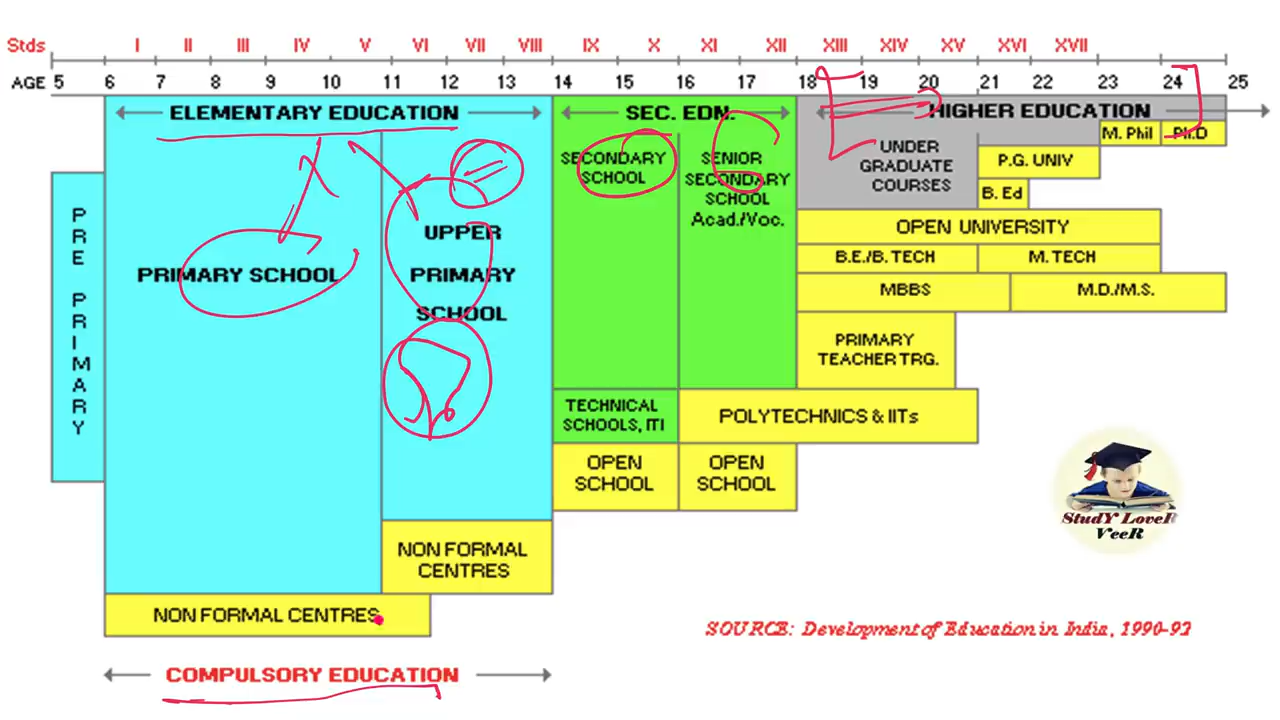 Stds I II III IV V VI VII VIII IX X XI XII XIII XIV XV XVI XVII
AGE 5 6 7 8 9 10 11 12 13 14 15 16 17 18 19 20 21 22 23 24 25
ELEMENTARY EDUCATION
SEC. EDN.
HIGHER EDUCATION
PRE PRIMARY
PRIMARY SCHOOL
UPPER
PRIMARY
SCHOOL
SECONDARY
SCHOOL
SENIOR
SECONDARY
SCHOOL
Acad./Voc.
UNDER
GRADUATE
COURSES
M. Phil
Ph.D
P.G. UNIV
B. Ed
OPEN UNIVERSITY
B.E./B. TECH
M. TECH
MBBS
M.D./M.S.
PRIMARY
TEACHER TRG.
TECHNICAL
SCHOOLS, ITI
POLYTECHNICS & IITs
OPEN
SCHOOL
OPEN
SCHOOL
NON FORMAL
CENTRES
NON FORMAL CENTRES
COMPULSORY EDUCATION
StudY LoveR
VeeR
SOURCE: Development of Education in India, 1990-92